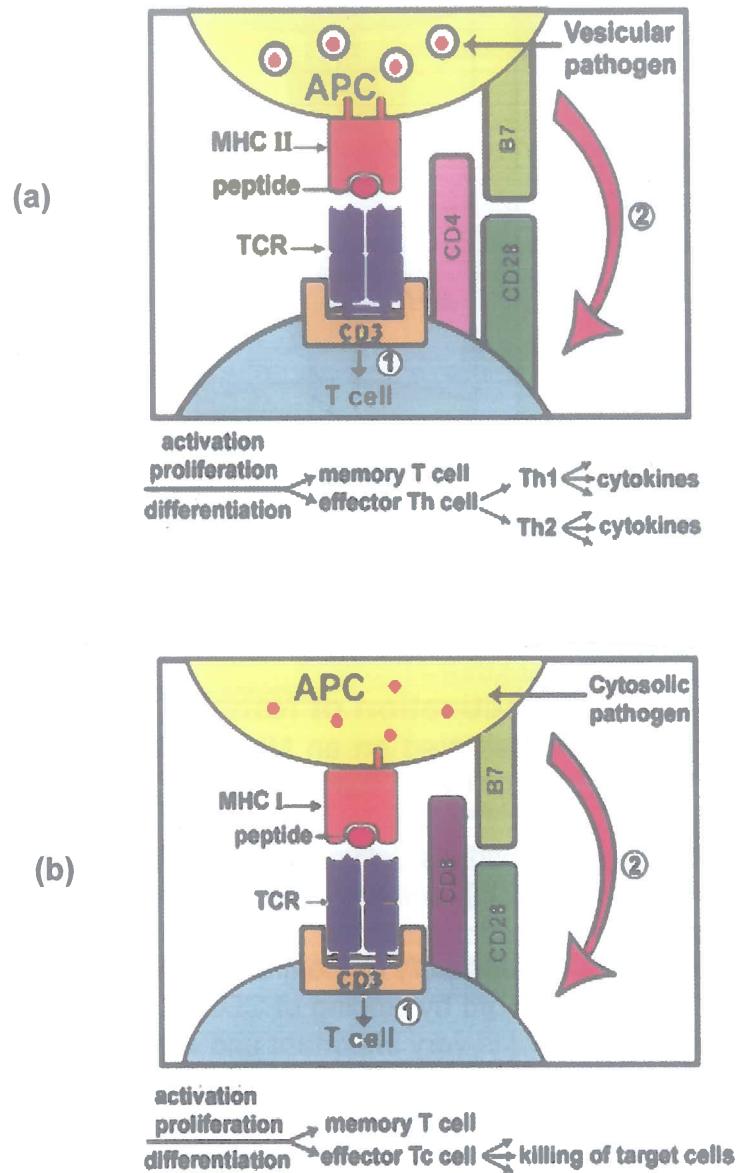 (a)
Vesicular
pathogen
APC
MHC II
B7
peptide
CD4
②
TCR
CD28
CD3
①
T cell
activation
proliferation
differentiation
memory T cell
effector Th cell
Th1
cytokines
Th2
cytokines
(b)
APC
Cytosolic
pathogen
B7
MHC I
peptide
CD8
②
TCR
CD28
CD3
①
T cell
activation
proliferation
differentiation
memory T cell
effector Tc cell
killing of target cells